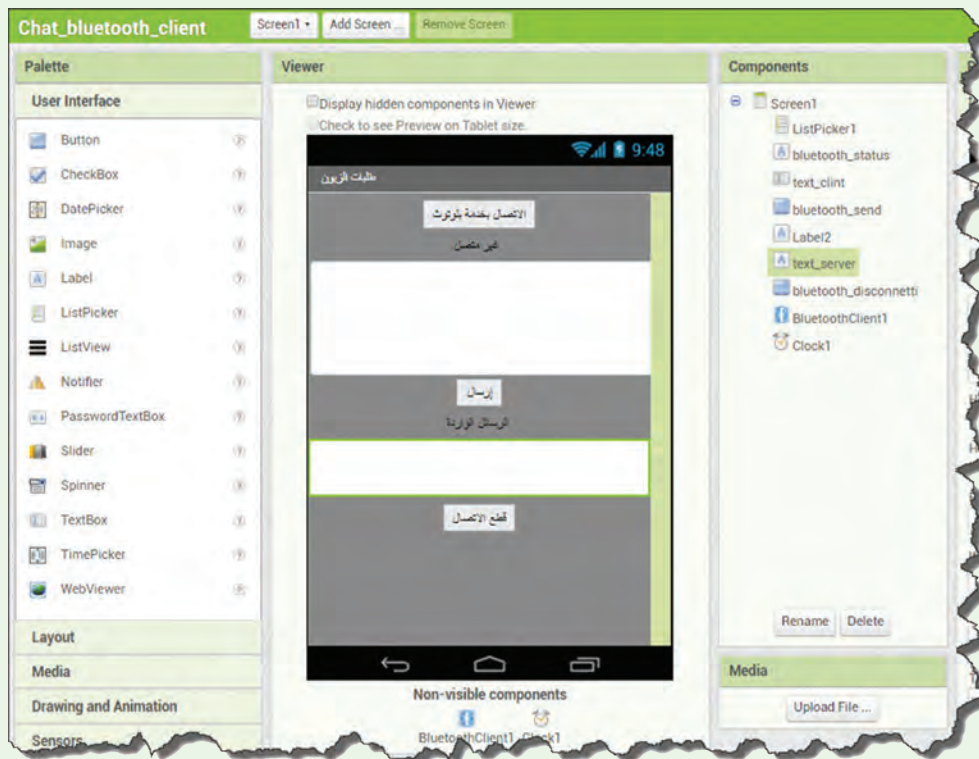 Chat_bluetooth_client
Screen1
Add Screen ...
Remove Screen
Palette
User Interface
Button
CheckBox
DatePicker
Image
Label
ListPicker
ListView
Notifier
PasswordTextBox
Slider
Spinner
TextBox
TimePicker
WebViewer
Layout
Media
Drawing and Animation
Sensors
Viewer
Display hidden components in Viewer
Check to see Preview on Tablet size.
9:48
طلبات الزبون
الاتصال بخدمة بلوتوث
غير متصل
إرسال
الرسائل الواردة
قطع الاتصال
Non-visible components
BluetoothClient1
Clock1
Components
Screen1
ListPicker1
bluetooth_status
text_clint
bluetooth_send
Label2
text_server
bluetooth_disconnetti
BluetoothClient1
Clock1
Rename
Delete
Media
Upload File ...